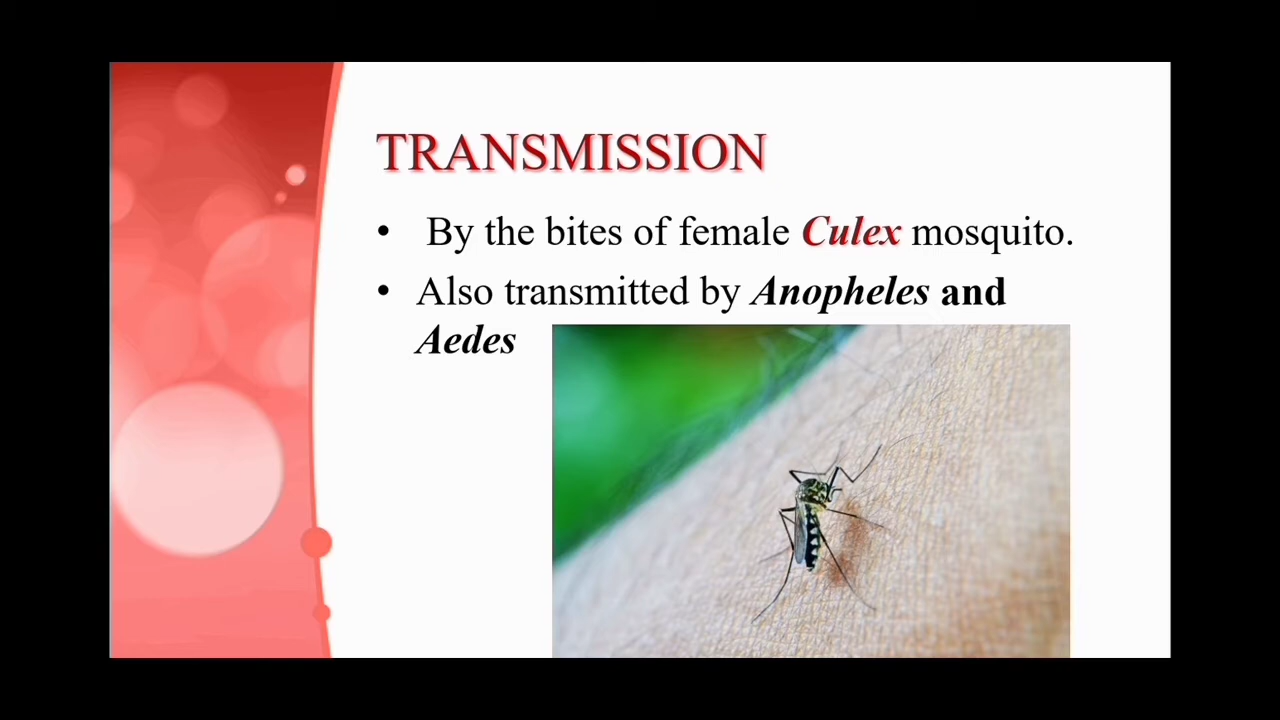 TRANSMISSION
• By the bites of female Culex mosquito.
• Also transmitted by Anopheles and
Aedes